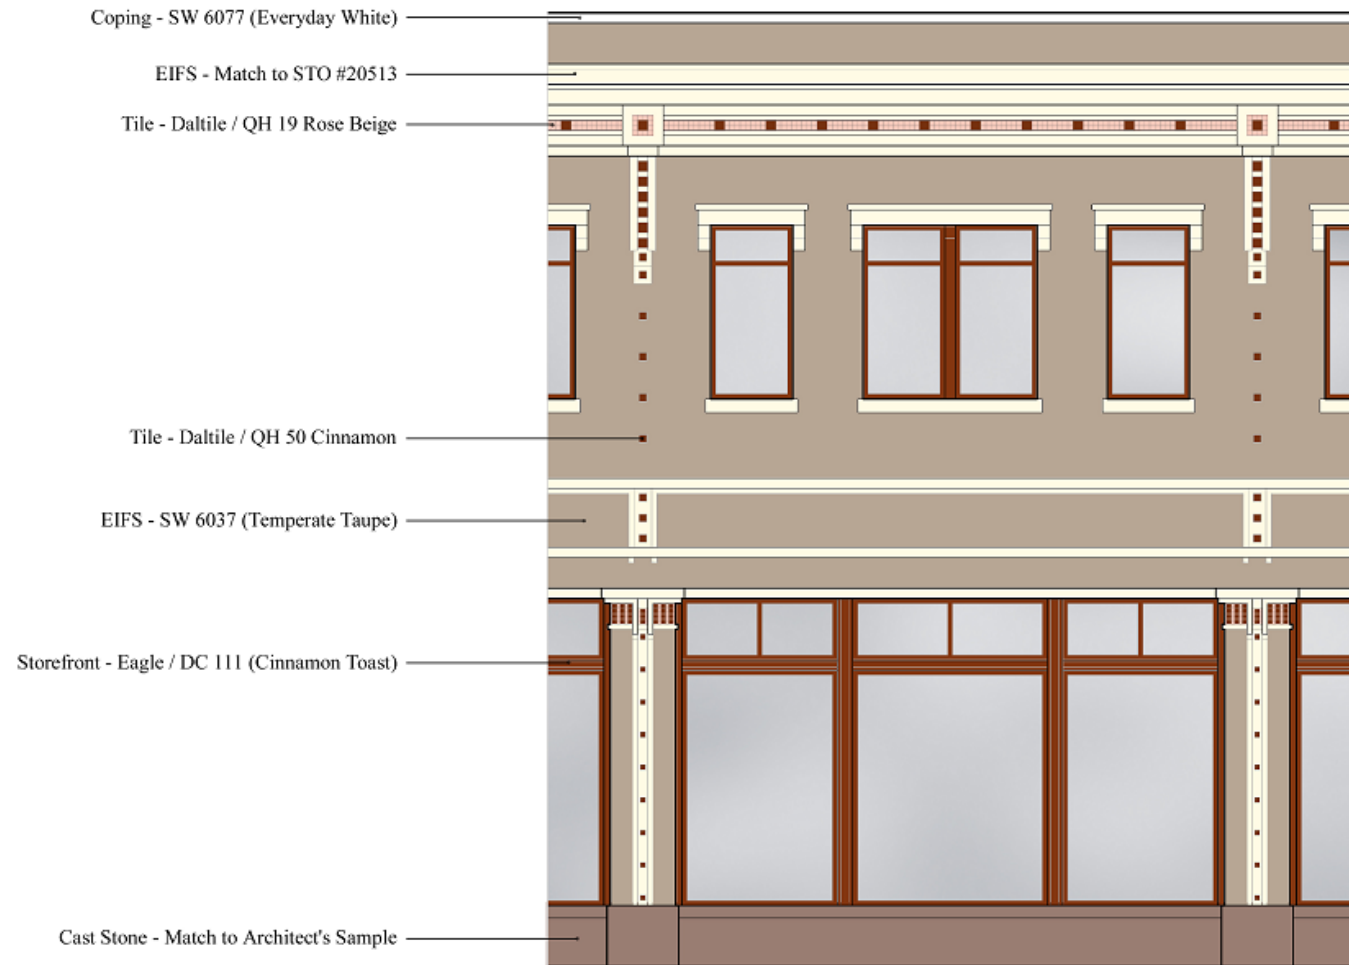 Coping - SW 6077 (Everyday White)
EIFS - Match to STO #20513
Tile - Daltile / QH 19 Rose Beige
Tile - Daltile / QH 50 Cinnamon
EIFS - SW 6037 (Temperate Taupe)
Storefront - Eagle / DC 111 (Cinnamon Toast)
Cast Stone - Match to Architect's Sample